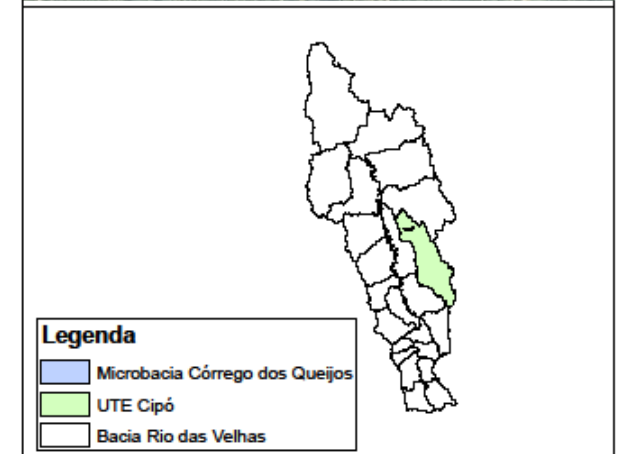 Legenda
Microbacia Córrego dos Queijos
UTE Cipó
Bacia Rio das Velhas